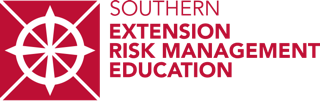 SOUTHERN
EXTENSION
RISK MANAGEMENT
EDUCATION